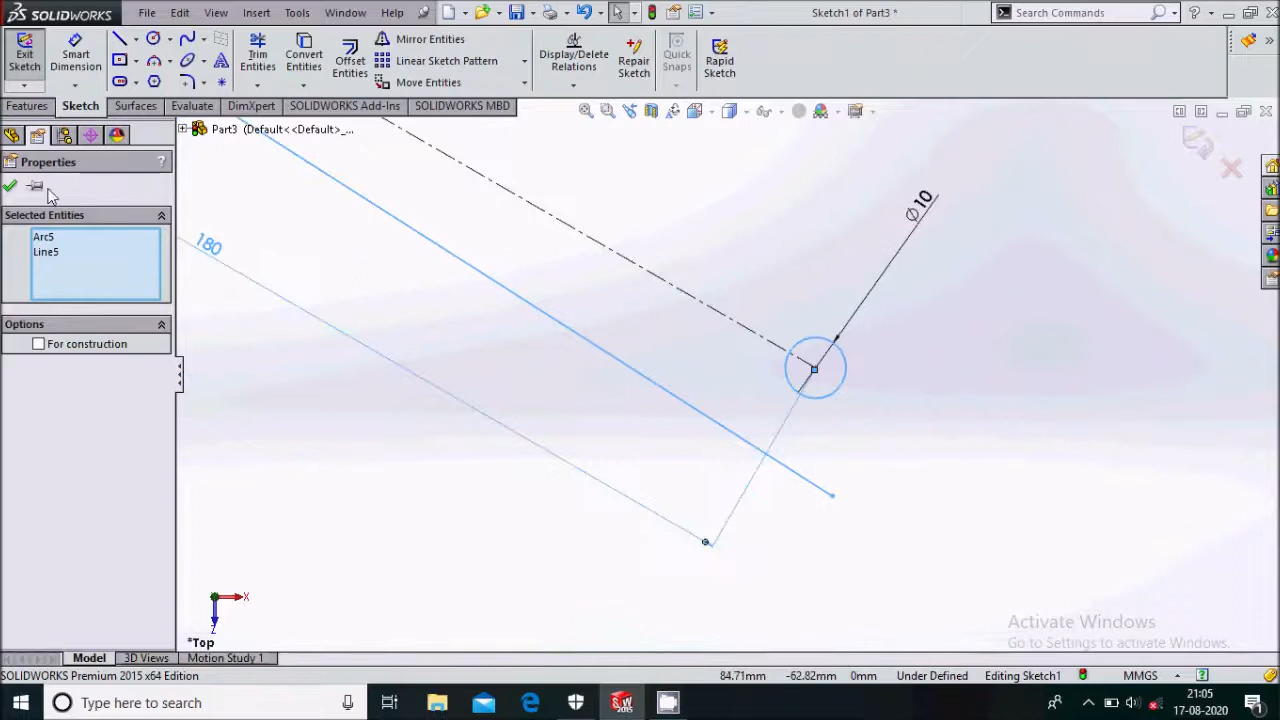 SOLIDWORKS File Edit View Insert Tools Window Help Sketch1 of Part3 * Search Commands
Exit Sketch
Smart Dimension
Trim Entities
Convert Entities
Offset Entities
Mirror Entities
Linear Sketch Pattern
Move Entities
Display/Delete Relations
Repair Sketch
Quick Snaps
Rapid Sketch
Features Sketch Surfaces Evaluate DimXpert SOLIDWORKS Add-Ins SOLIDWORKS MBD
Part3 (Default<<Default>_...
Properties ?
Selected Entities
Arc5
Line5
Options
For construction
180
Ø10
X
Z
*Top
Activate Windows
Go to Settings to activate Windows.
Model 3D Views Motion Study 1
SOLIDWORKS Premium 2015 x64 Edition 84.71mm -62.82mm 0mm Under Defined Editing Sketch1 MMGS
Type here to search
21:05
17-08-2020